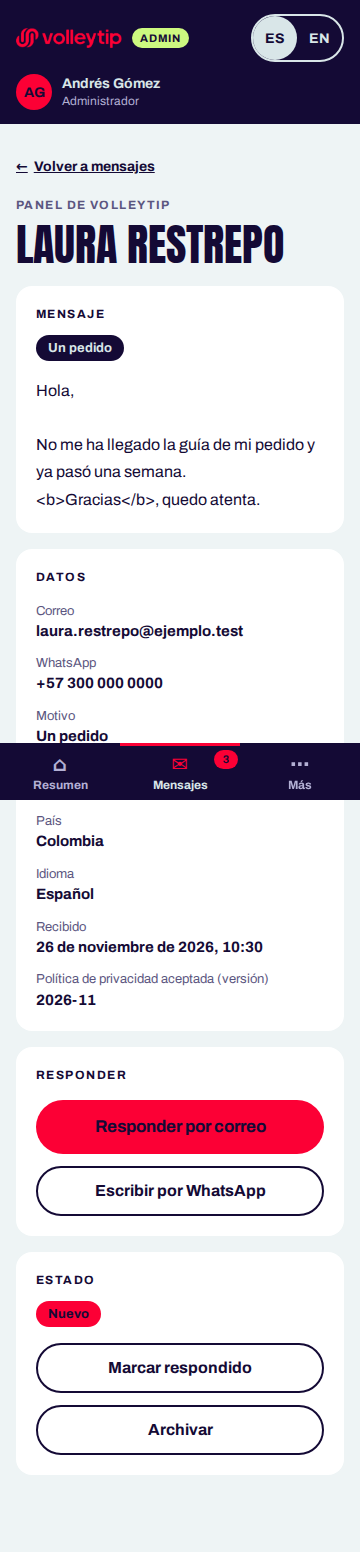 volleytip ADMIN
ES EN
AG
Andrés Gómez
Administrador
← Volver a mensajes
PANEL DE VOLLEYTIP
LAURA RESTREPO
MENSAJE
Un pedido
Hola,
No me ha llegado la guía de mi pedido y
ya pasó una semana.
<b>Gracias</b>, quedo atenta.
DATOS
Correo
laura.restrepo@ejemplo.test
WhatsApp
+57 300 000 0000
Motivo
Un pedido
3
Resumen Mensajes Más
País
Colombia
Idioma
Español
Recibido
26 de noviembre de 2026, 10:30
Política de privacidad aceptada (versión)
2026-11
RESPONDER
Responder por correo
Escribir por WhatsApp
ESTADO
Nuevo
Marcar respondido
Archivar